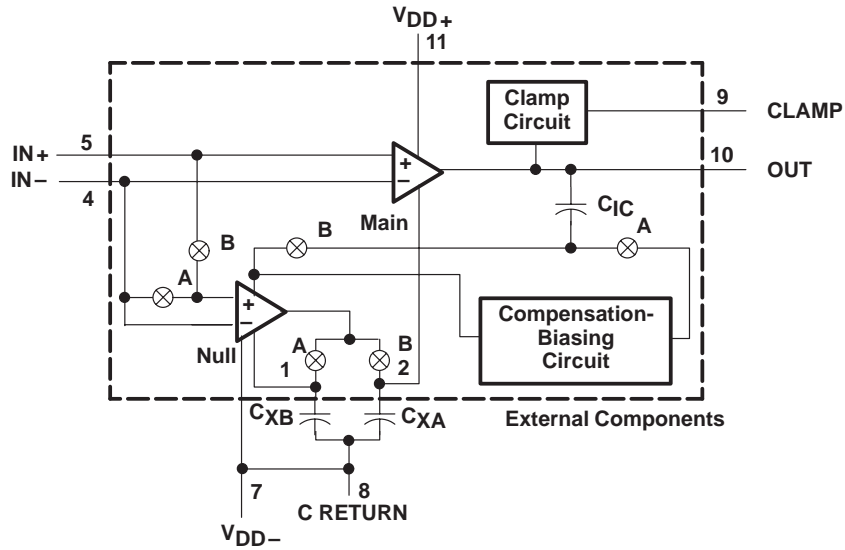 VDD+
11
Clamp
Circuit
9
CLAMP
IN+
5
10
OUT
IN−
4
+
−
Main
CIC
A
B
B
A
+
−
Null
Compensation-
Biasing
Circuit
A
1
B
2
CXB
CXA
External Components
7
8
C RETURN
VDD−